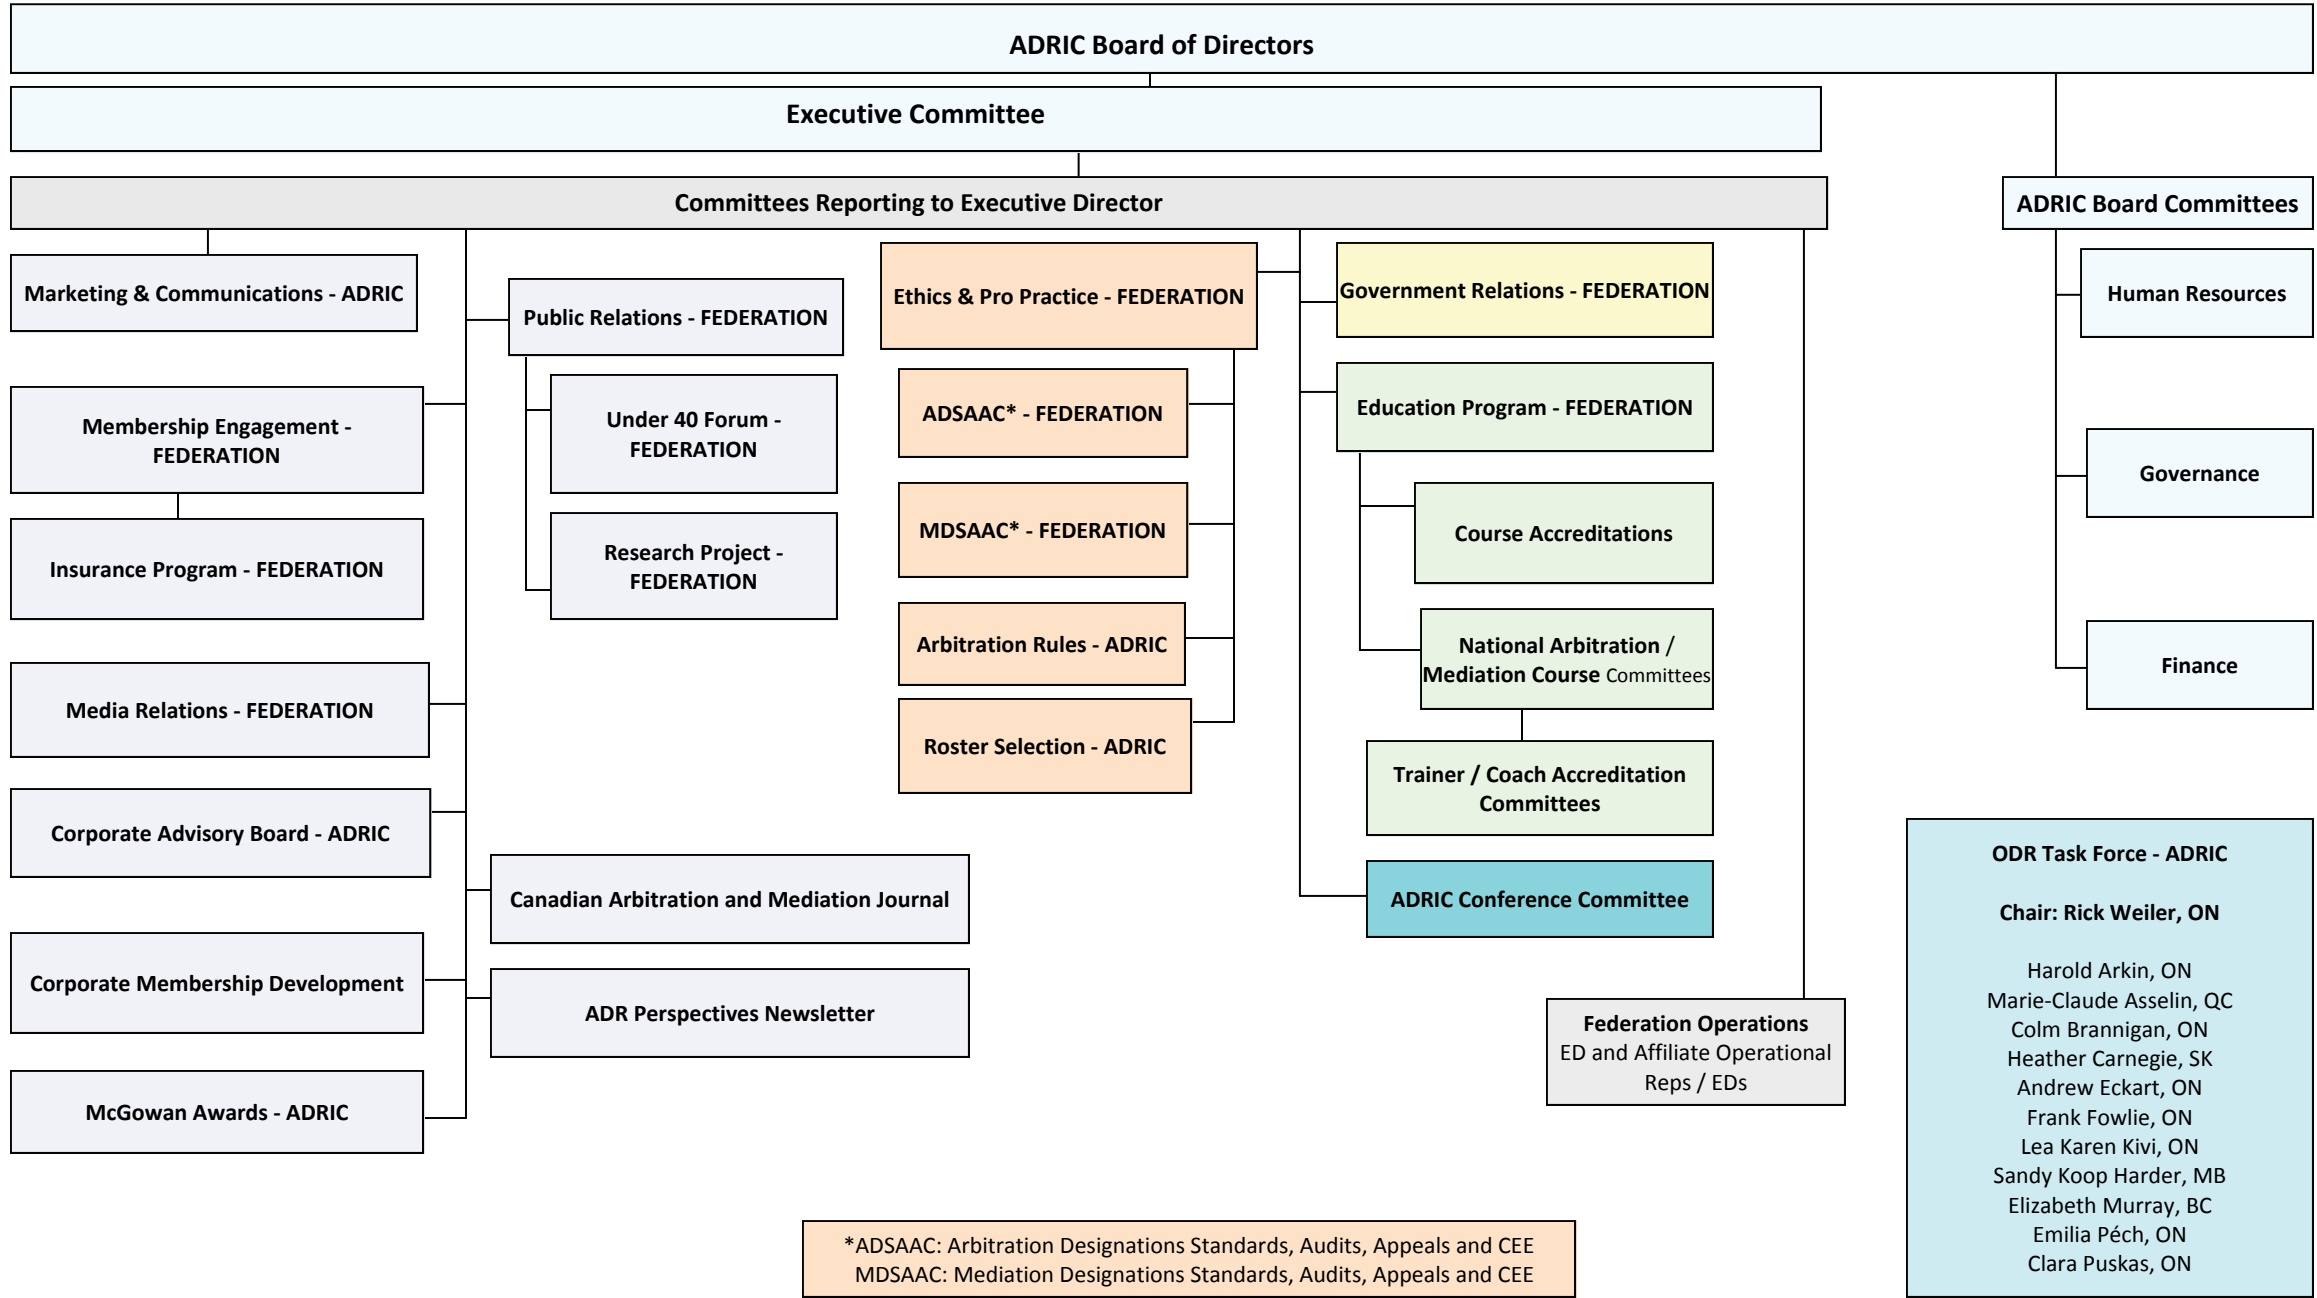 ADRIC Board of Directors
Executive Committee
Committees Reporting to Executive Director
ADRIC Board Committees
Marketing & Communications - ADRIC
Membership Engagement -
FEDERATION
Insurance Program - FEDERATION
Media Relations - FEDERATION
Corporate Advisory Board - ADRIC
Corporate Membership Development
McGowan Awards - ADRIC
Public Relations - FEDERATION
Under 40 Forum -
FEDERATION
Research Project -
FEDERATION
Canadian Arbitration and Mediation Journal
ADR Perspectives Newsletter
Ethics & Pro Practice - FEDERATION
ADSAAC* - FEDERATION
MDSAAC* - FEDERATION
Arbitration Rules - ADRIC
Roster Selection - ADRIC
Government Relations - FEDERATION
Education Program - FEDERATION
Course Accreditations
National Arbitration /
Mediation Course Committees
Trainer / Coach Accreditation
Committees
ADRIC Conference Committee
Federation Operations
ED and Affiliate Operational
Reps / EDs
Human Resources
Governance
Finance
ODR Task Force - ADRIC
Chair: Rick Weiler, ON
Harold Arkin, ON
Marie-Claude Asselin, QC
Colm Brannigan, ON
Heather Carnegie, SK
Andrew Eckart, ON
Frank Fowlie, ON
Lea Karen Kivi, ON
Sandy Koop Harder, MB
Elizabeth Murray, BC
Emilia Péch, ON
Clara Puskas, ON
*ADSAAC: Arbitration Designations Standards, Audits, Appeals and CEE
MDSAAC: Mediation Designations Standards, Audits, Appeals and CEE